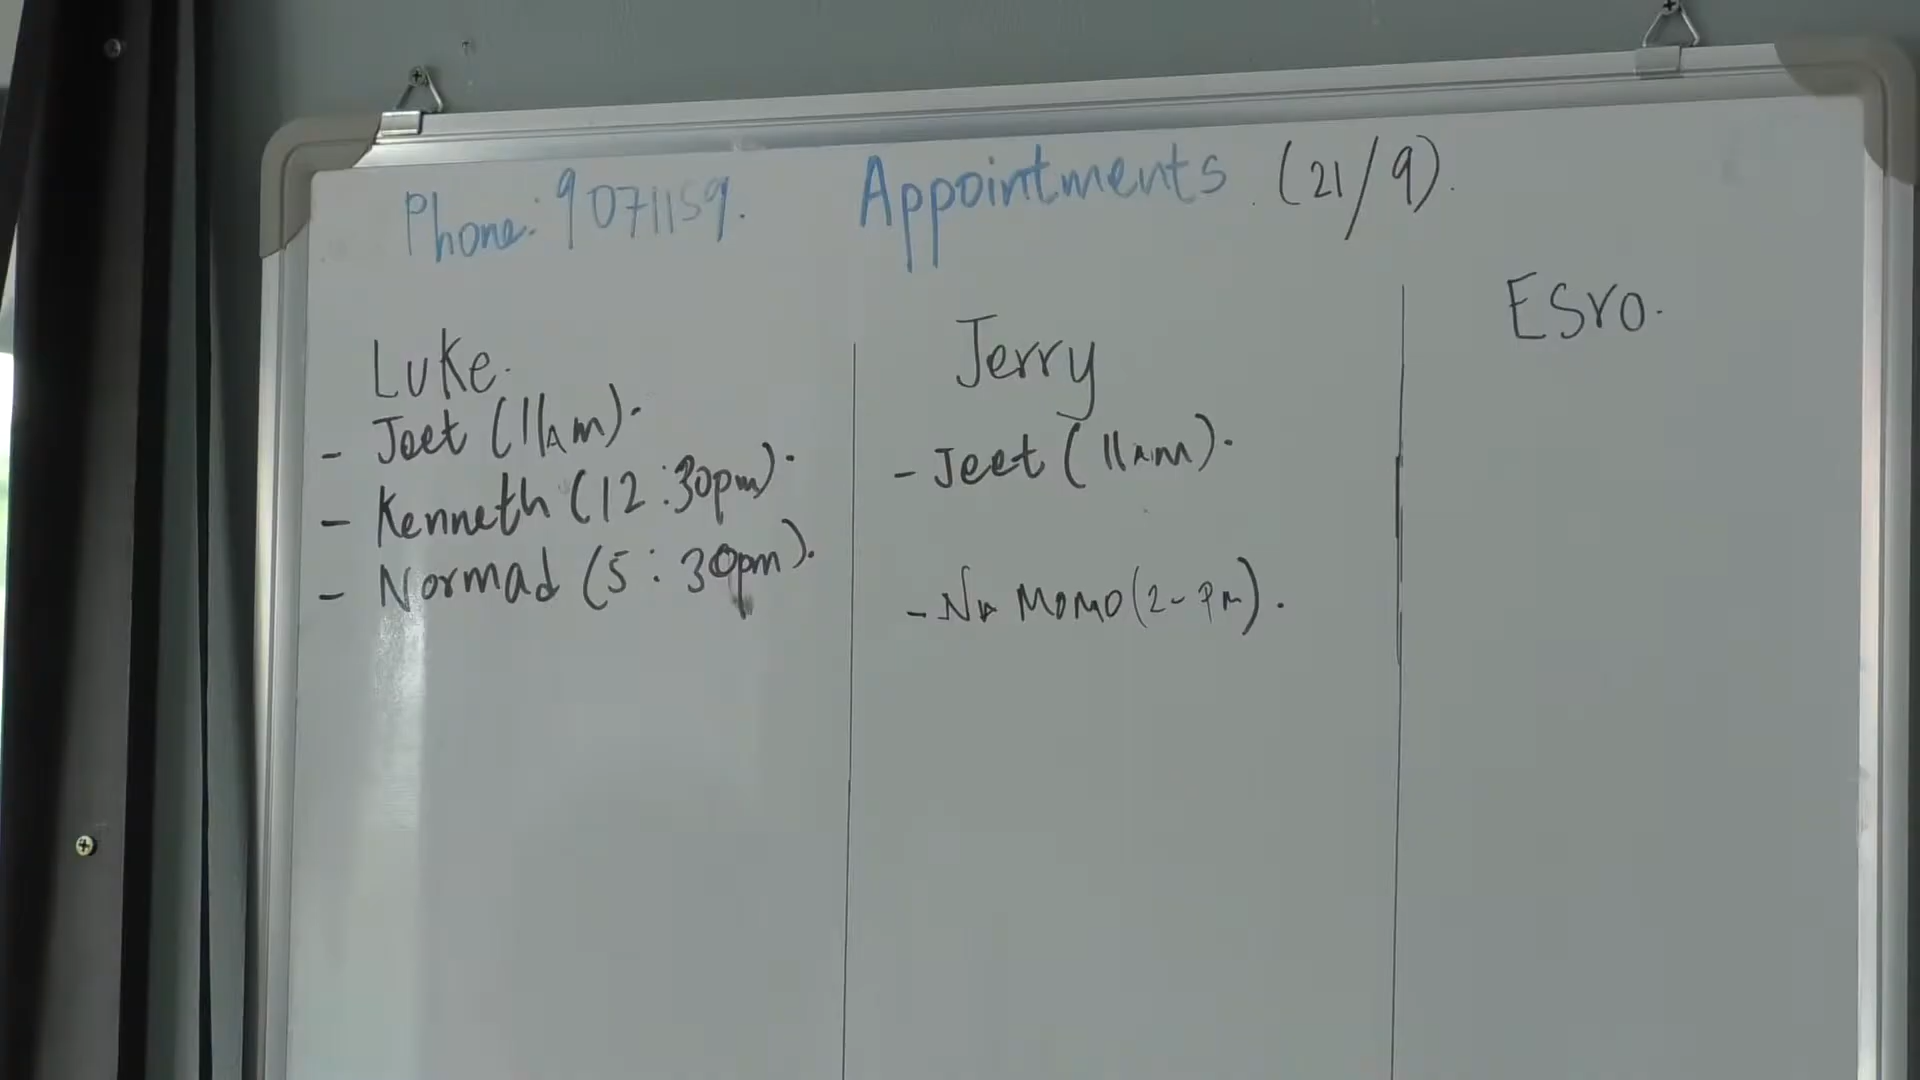 Phone: 9071159. Appointments (21/9).
Luke.
- Jeet (11Am).
- Kenneth (12:30pm).
- Normad (5:30pm).
Jerry
- Jeet (11Am).
- MOMO (2- pm).
Esro.